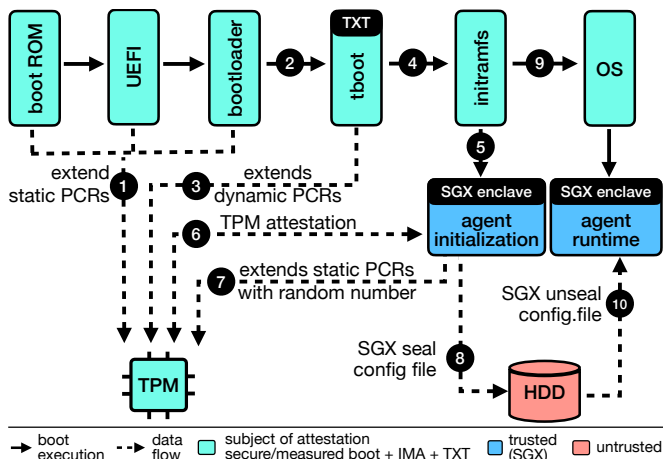 boot ROM
UEFI
bootloader
2
TXT
tboot
4
initramfs
9
OS
5
extend
static PCRs
1
3
extends
dynamic PCRs
SGX enclave
agent
initialization
SGX enclave
agent
runtime
6
TPM attestation
7
extends static PCRs
with random number
SGX unseal
config.file
10
SGX seal
config file
8
TPM
HDD
boot
execution
data
flow
subject of attestation
secure/measured boot + IMA + TXT
trusted
(SGX)
untrusted